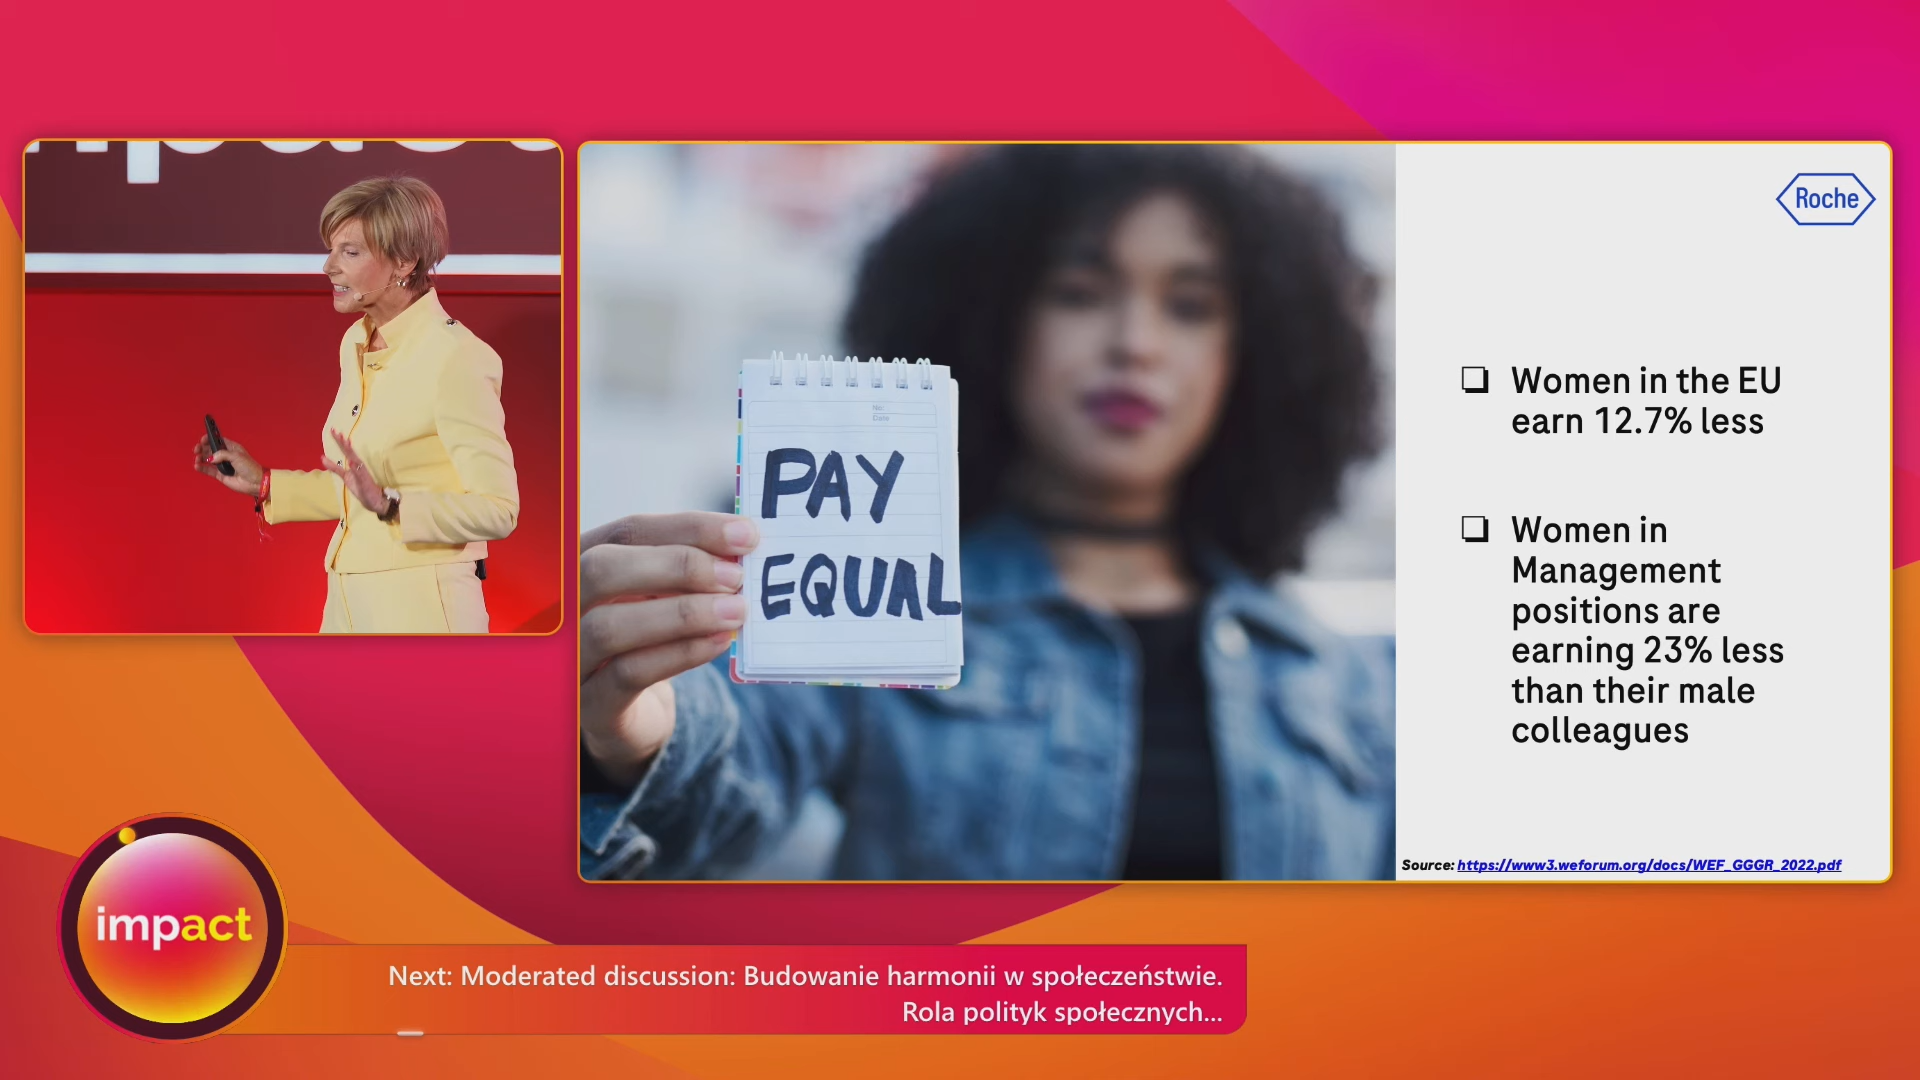 Roche
PAY
EQUAL
No:
Date
❑ Women in the EU
earn 12.7% less
❑ Women in
Management
positions are
earning 23% less
than their male
colleagues
Source: https://www3.weforum.org/docs/WEF_GGGR_2022.pdf
impact
Next: Moderated discussion: Budowanie harmonii w społeczeństwie.
Rola polityk społecznych...